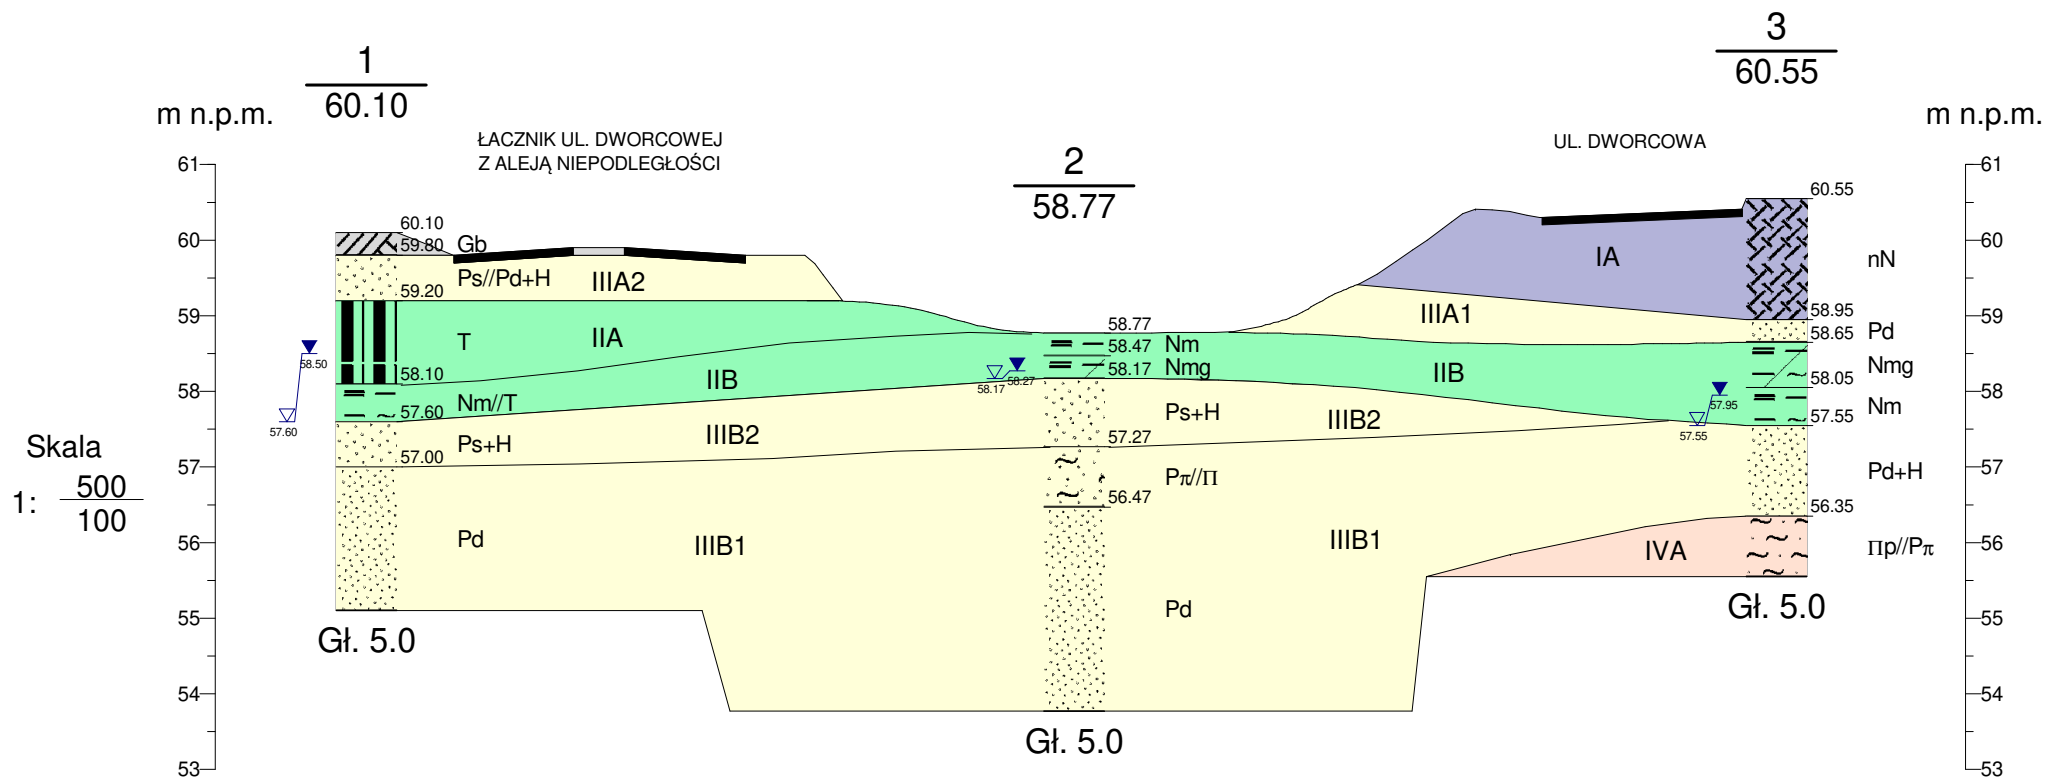 1
60.10
3
60.55
m n.p.m.
m n.p.m.
ŁACZNIK UL. DWORCOWEJ
Z ALEJĄ NIEPODLEGŁOŚCI
UL. DWORCOWA
2
58.77
61
60
59
58
57
56
55
54
53
61
60
59
58
57
56
55
54
53
Skala
1: 500
100
60.10
59.80
59.20
58.10
57.60
57.00
Gb
Ps//Pd+H
T
Nm//T
Ps+H
Pd
58.50
57.60
Gł. 5.0
IIIA2
IIA
IIB
IIIB2
IIIB1
58.77
58.47
58.17
57.27
56.47
Nm
Nmg
Ps+H
Pπ//Π
Pd
58.17
58.27
Gł. 5.0
IA
IIIA1
IIB
IIIB2
IIIB1
IVA
60.55
58.95
58.65
58.05
57.55
56.35
nN
Pd
Nmg
Nm
Pd+H
Πp//Pπ
57.95
57.55
Gł. 5.0